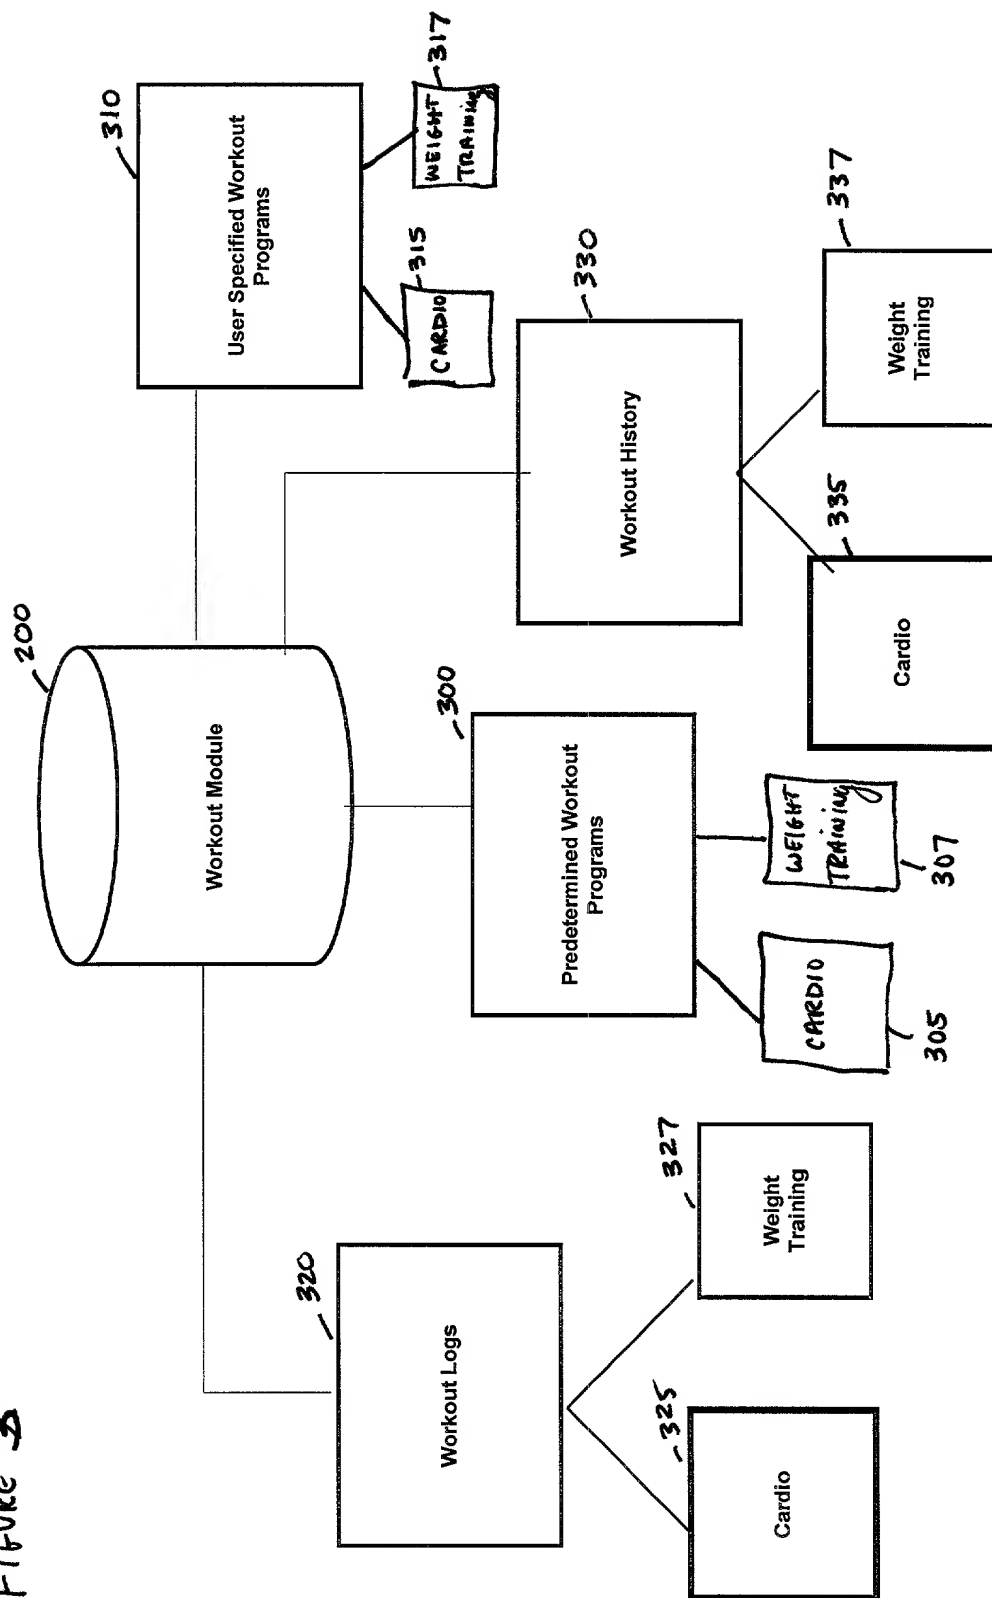 FIGURE 3
200
Workout Module
310
User Specified Workout
Programs
315
CARDIO
317
WEIGHT
TRAINING
320
Workout Logs
300
Predetermined Workout
Programs
330
Workout History
325
Cardio
327
Weight
Training
CARDIO
305
WEIGHT
TRAINING
307
335
Cardio
337
Weight
Training